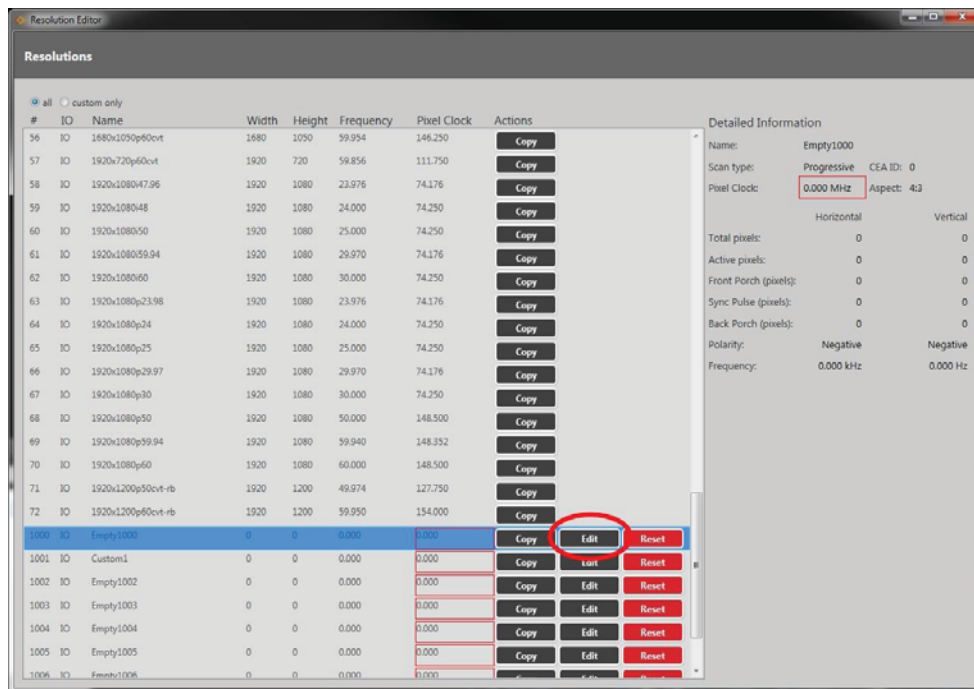 Resolution Editor
Resolutions
all custom only
# IO Name Width Height Frequency Pixel Clock Actions
56 IO 1680x1050p60cvt 1680 1050 59.954 146.250 Copy
57 IO 1920x720p60cvt 1920 720 59.856 111.750 Copy
58 IO 1920x1080i47.96 1920 1080 23.976 74.176 Copy
59 IO 1920x1080i48 1920 1080 24.000 74.250 Copy
60 IO 1920x1080i50 1920 1080 25.000 74.250 Copy
61 IO 1920x1080i59.94 1920 1080 29.970 74.176 Copy
62 IO 1920x1080i60 1920 1080 30.000 74.250 Copy
63 IO 1920x1080p23.98 1920 1080 23.976 74.176 Copy
64 IO 1920x1080p24 1920 1080 24.000 74.250 Copy
65 IO 1920x1080p25 1920 1080 25.000 74.250 Copy
66 IO 1920x1080p29.97 1920 1080 29.970 74.176 Copy
67 IO 1920x1080p30 1920 1080 30.000 74.250 Copy
68 IO 1920x1080p50 1920 1080 50.000 148.500 Copy
69 IO 1920x1080p59.94 1920 1080 59.940 148.352 Copy
70 IO 1920x1080p60 1920 1080 60.000 148.500 Copy
71 IO 1920x1200p50cvt-rb 1920 1200 49.974 127.750 Copy
72 IO 1920x1200p60cvt-rb 1920 1200 59.950 154.000 Copy
1000 IO Empty1000 0 0 0.000 0.000 Copy Edit Reset
1001 IO Custom1 0 0 0.000 0.000 Copy Edit Reset
1002 IO Empty1002 0 0 0.000 0.000 Copy Edit Reset
1003 IO Empty1003 0 0 0.000 0.000 Copy Edit Reset
1004 IO Empty1004 0 0 0.000 0.000 Copy Edit Reset
1005 IO Empty1005 0 0 0.000 0.000 Copy Edit Reset
1006 IO Empty1006 0 0 0.000 0.000
Detailed Information
Name: Empty1000
Scan type: Progressive CEA ID: 0
Pixel Clock: 0.000 MHz Aspect: 4:3
Horizontal Vertical
Total pixels: 0 0
Active pixels: 0 0
Front Porch (pixels): 0 0
Sync Pulse (pixels): 0 0
Back Porch (pixels): 0 0
Polarity: Negative Negative
Frequency: 0.000 kHz 0.000 Hz